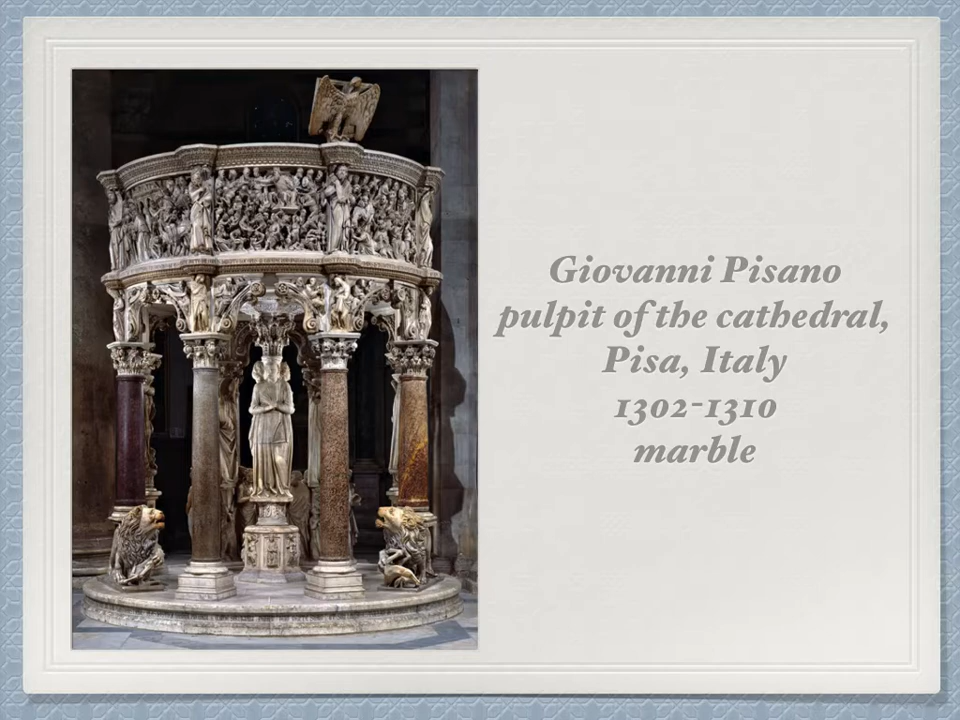 Giovanni Pisano
pulpit of the cathedral,
Pisa, Italy
1302-1310
marble